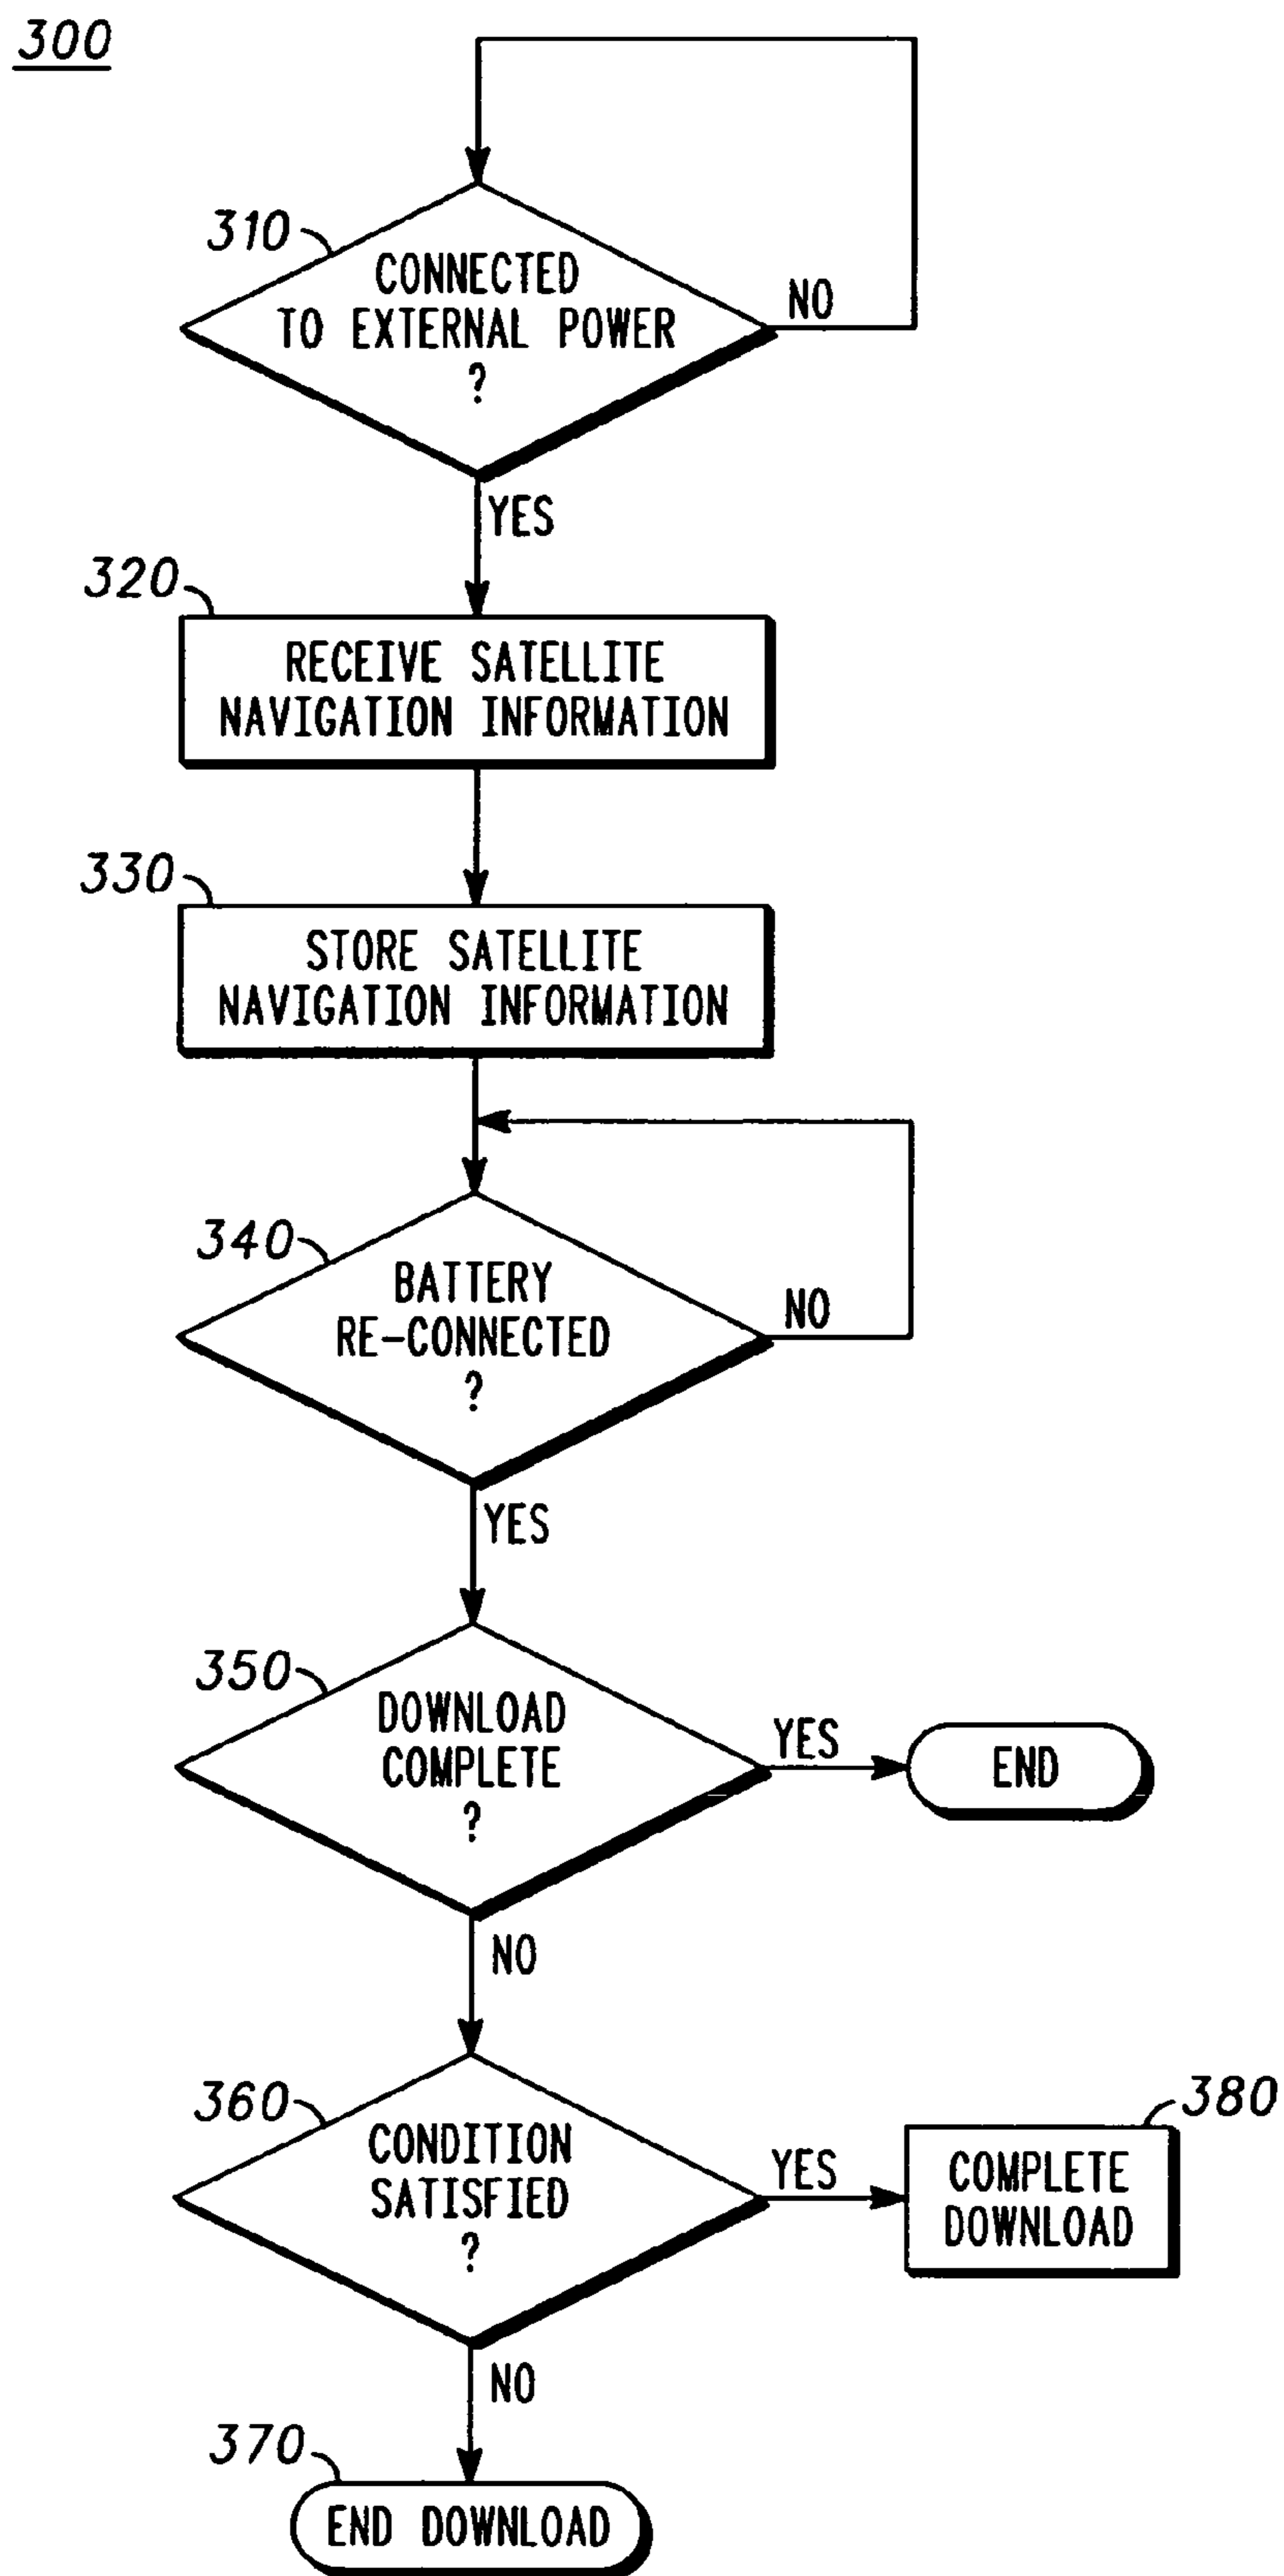 300
310
CONNECTED
TO EXTERNAL POWER
?
NO
YES
320
RECEIVE SATELLITE
NAVIGATION INFORMATION
330
STORE SATELLITE
NAVIGATION INFORMATION
340
BATTERY
RE-CONNECTED
?
NO
YES
350
DOWNLOAD
COMPLETE
?
YES
END
NO
360
CONDITION
SATISFIED
?
YES
380
COMPLETE
DOWNLOAD
NO
370
END DOWNLOAD